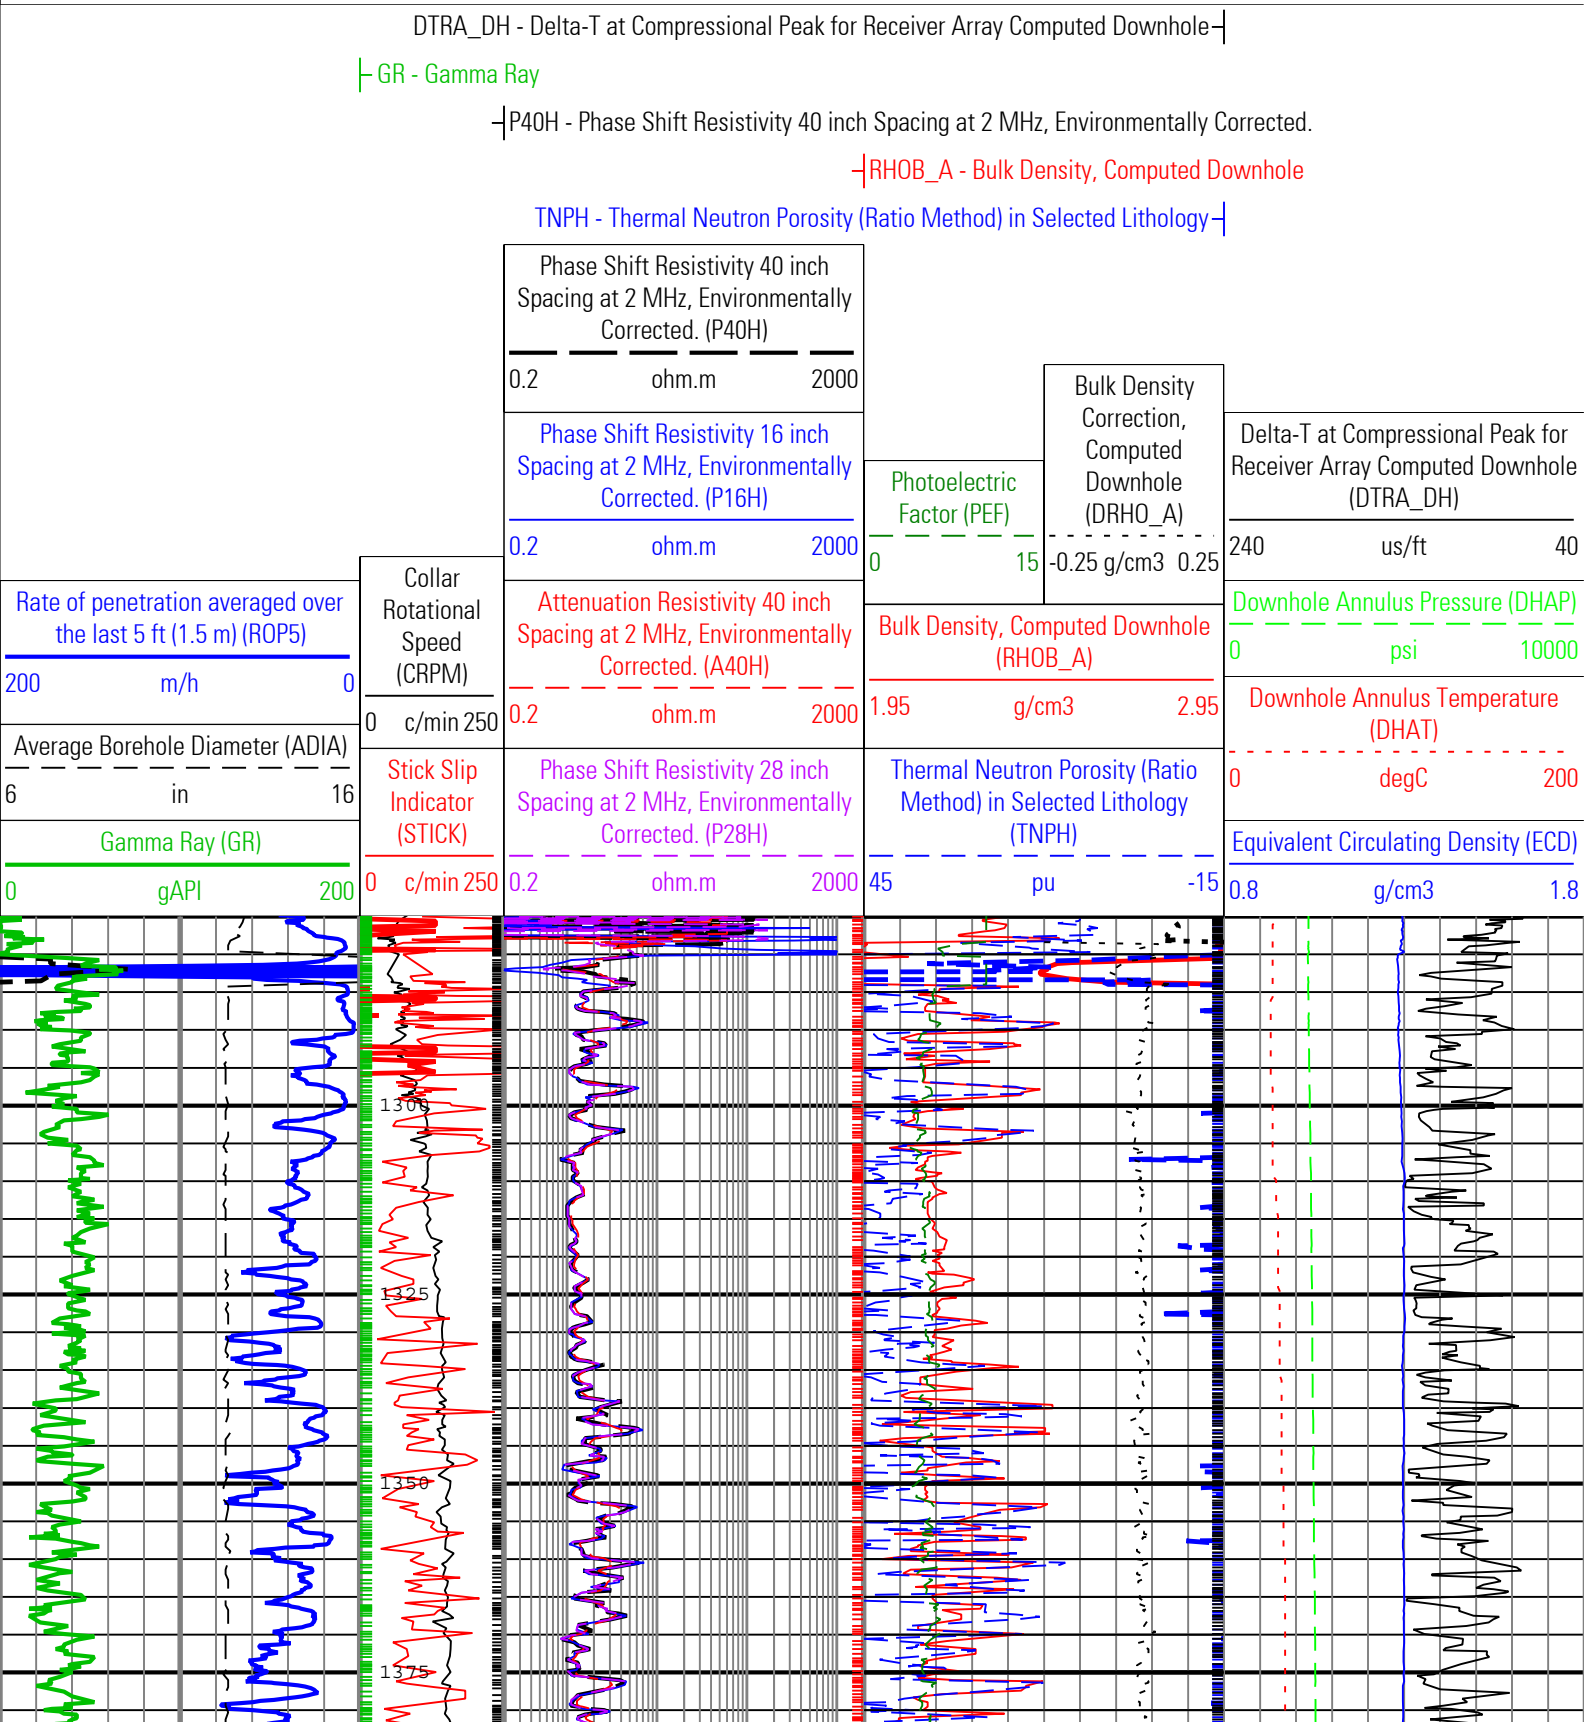 DTRA_DH - Delta-T at Compressional Peak for Receiver Array Computed Downhole
GR - Gamma Ray
P40H - Phase Shift Resistivity 40 inch Spacing at 2 MHz, Environmentally Corrected.
RHOB_A - Bulk Density, Computed Downhole
TNPH - Thermal Neutron Porosity (Ratio Method) in Selected Lithology
Rate of penetration averaged over
the last 5 ft (1.5 m) (ROP5)
200 m/h 0
Average Borehole Diameter (ADIA)
6 in 16
Gamma Ray (GR)
0 gAPI 200
Collar
Rotational
Speed
(CRPM)
0 c/min 250
Stick Slip
Indicator
(STICK)
0 c/min 250
Phase Shift Resistivity 40 inch
Spacing at 2 MHz, Environmentally
Corrected. (P40H)
0.2 ohm.m 2000
Phase Shift Resistivity 16 inch
Spacing at 2 MHz, Environmentally
Corrected. (P16H)
0.2 ohm.m 2000
Attenuation Resistivity 40 inch
Spacing at 2 MHz, Environmentally
Corrected. (A40H)
0.2 ohm.m 2000
Phase Shift Resistivity 28 inch
Spacing at 2 MHz, Environmentally
Corrected. (P28H)
0.2 ohm.m 2000
Photoelectric
Factor (PEF)
0 15
Bulk Density
Correction,
Computed
Downhole
(DRHO_A)
-0.25 g/cm3 0.25
Bulk Density, Computed Downhole
(RHOB_A)
1.95 g/cm3 2.95
Thermal Neutron Porosity (Ratio
Method) in Selected Lithology
(TNPH)
45 pu -15
Delta-T at Compressional Peak for
Receiver Array Computed Downhole
(DTRA_DH)
240 us/ft 40
Downhole Annulus Pressure (DHAP)
0 psi 10000
Downhole Annulus Temperature
(DHAT)
0 degC 200
Equivalent Circulating Density (ECD)
0.8 g/cm3 1.8
1300
1325
1350
1375